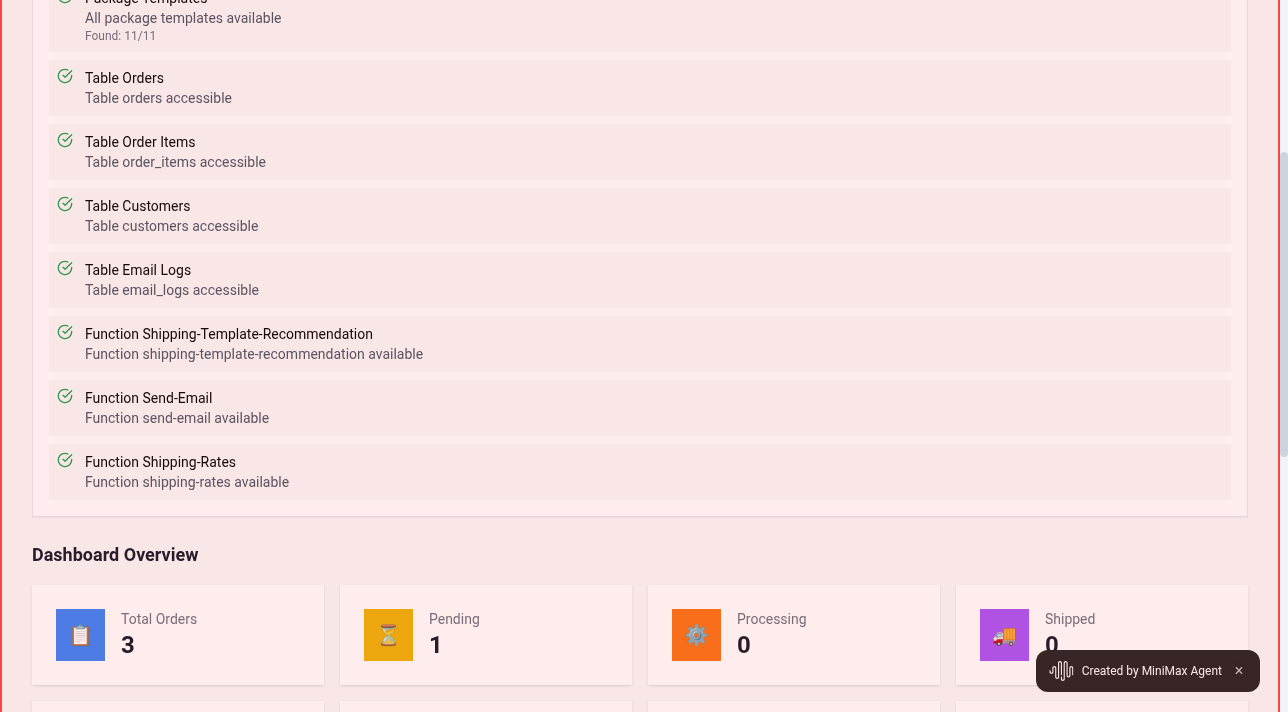 Package Templates
All package templates available
Found: 11/11
Table Orders
Table orders accessible
Table Order Items
Table order_items accessible
Table Customers
Table customers accessible
Table Email Logs
Table email_logs accessible
Function Shipping-Template-Recommendation
Function shipping-template-recommendation available
Function Send-Email
Function send-email available
Function Shipping-Rates
Function shipping-rates available
Dashboard Overview
Total Orders
3
Pending
1
Processing
0
Shipped
0
Created by MiniMax Agent ×